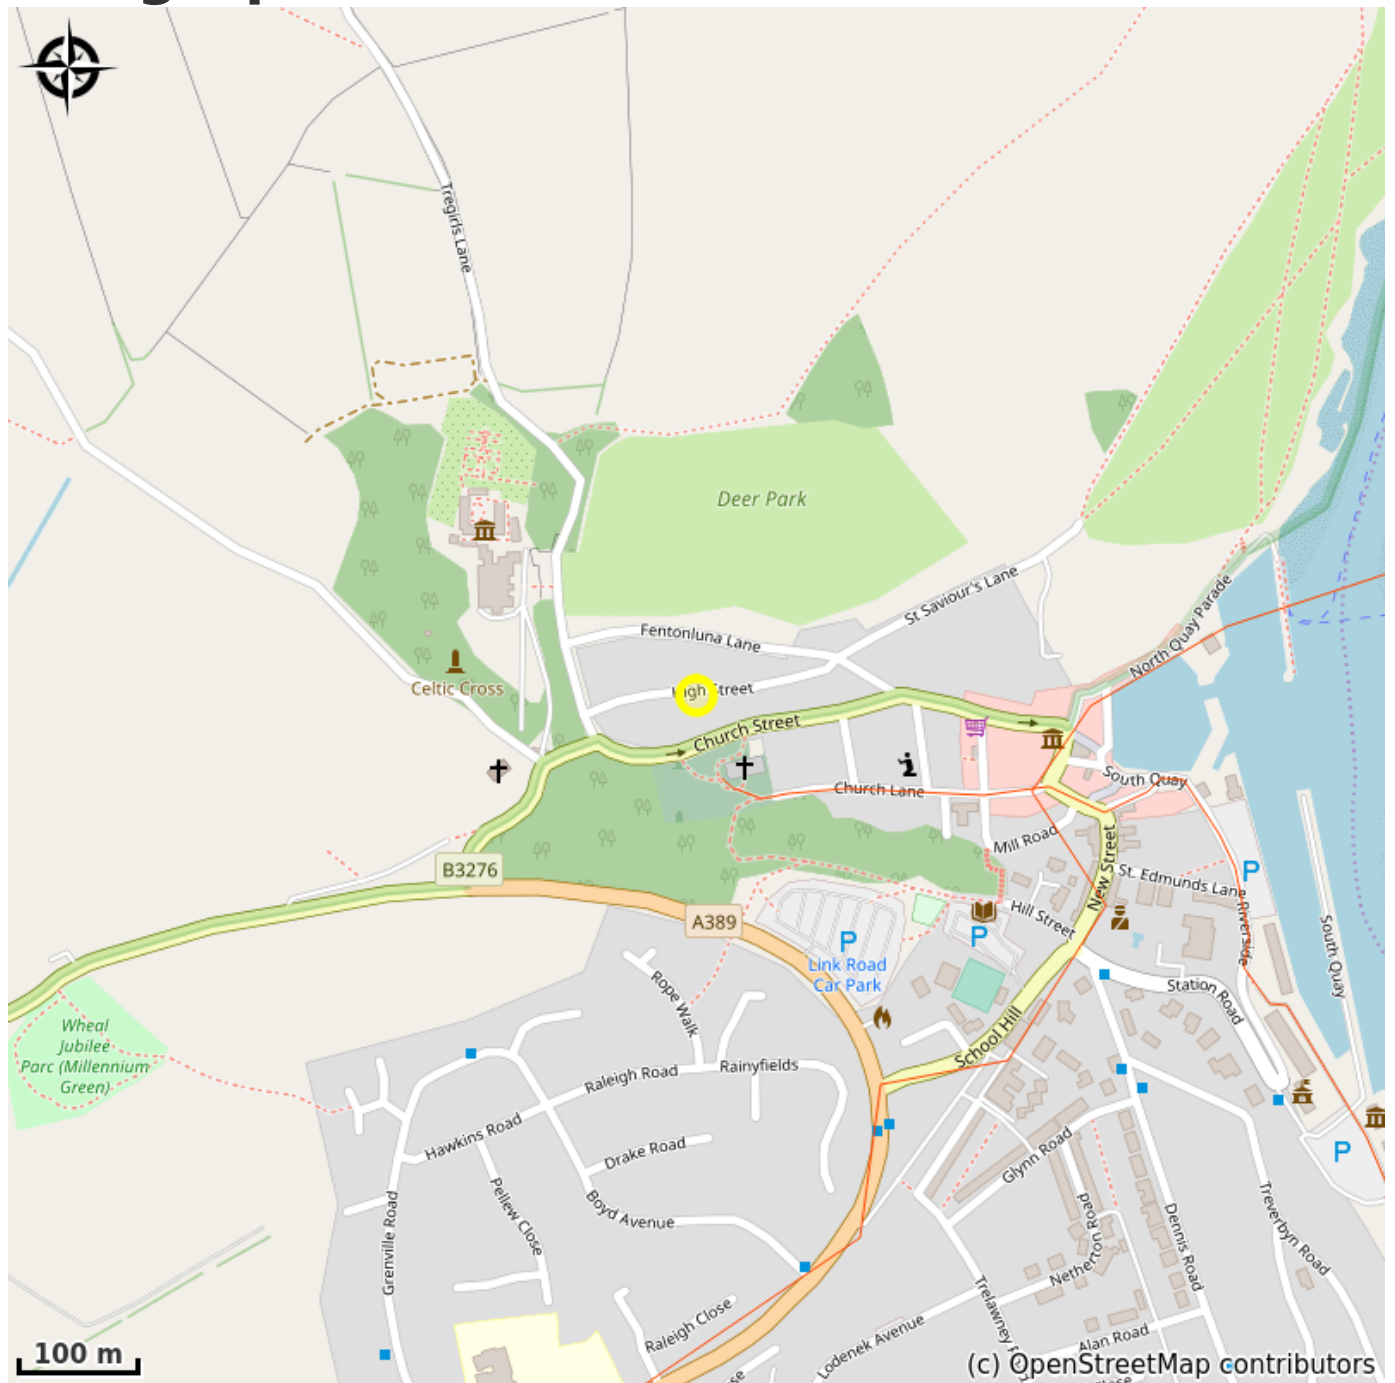 Tregirls Lane
Deer Park
St Saviour's Lane
Fentonluna Lane
North Quay Parade
Celtic Cross
High Street
Church Street
South Quay
Church Lane
Mill Road
B3276
New Street
St. Edmunds Lane
Riverside
A389
Hill Street
South Quay
Link Road
Car Park
P
P
P
P
Rope Walk
Station Road
Wheal
Jubilee
Parc (Millennium
Green)
School Hill
Rainyfields
Raleigh Road
Hawkins Road
Drake Road
Glynn Road
Pellew Close
Boyd Avenue
Grenville Road
Netherton Road
Dennis Road
Treverbyn Road
Raleigh Close
Lodenek Avenue
Trelawney
Alan Road
100 m
(c) OpenStreetMap contributors